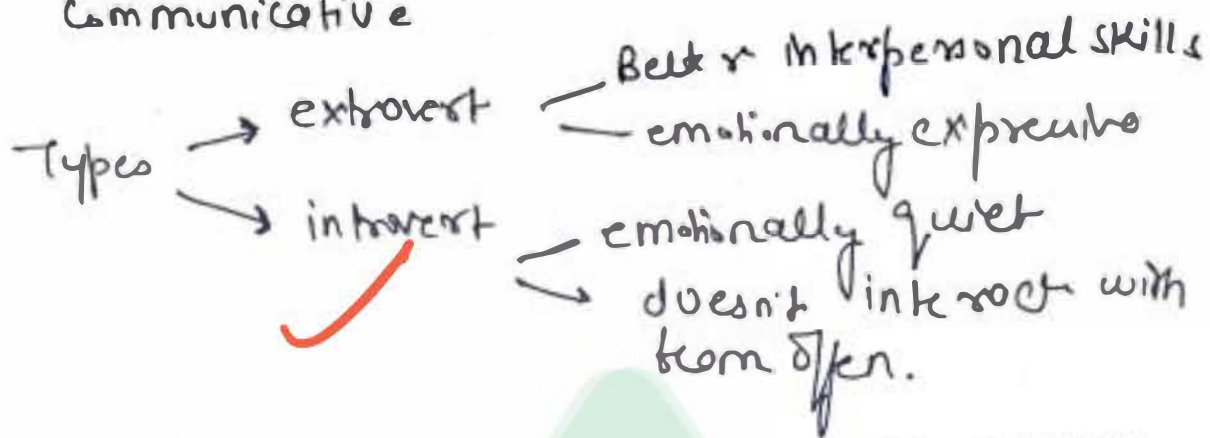 Communicative
Better interpersonal skills
extrovert
emotionally expressive
Types
introvert
emotionally quiet
doesn't interact with
team often.